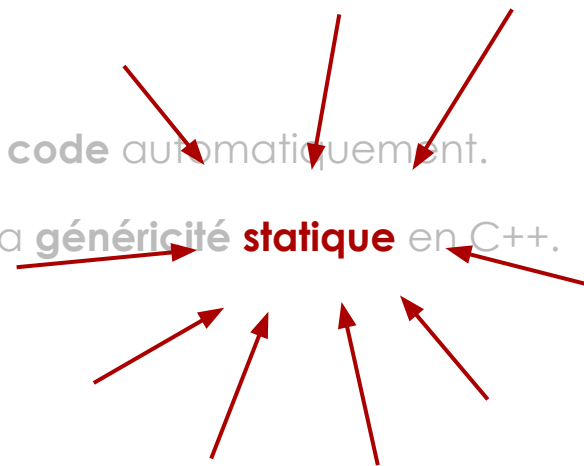 code automatiquement.
a généricité statique en C++.